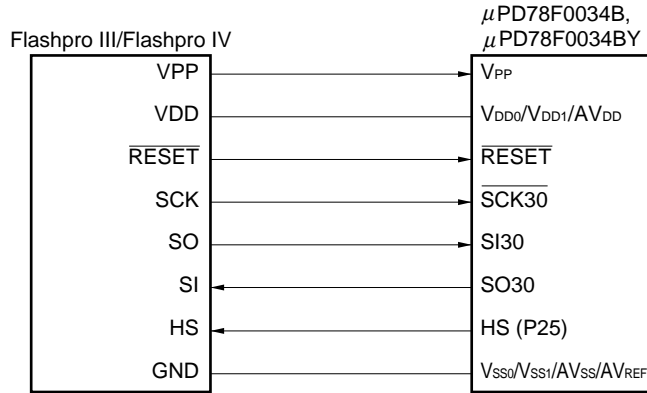 μPD78F0034B,
Flashpro III/Flashpro IV μPD78F0034BY
VPP VPP
VDD VDD0/VDD1/AVDD
RESET RESET
SCK SCK30
SO SI30
SI SO30
HS HS (P25)
GND VSS0/VSS1/AVSS/AVREF